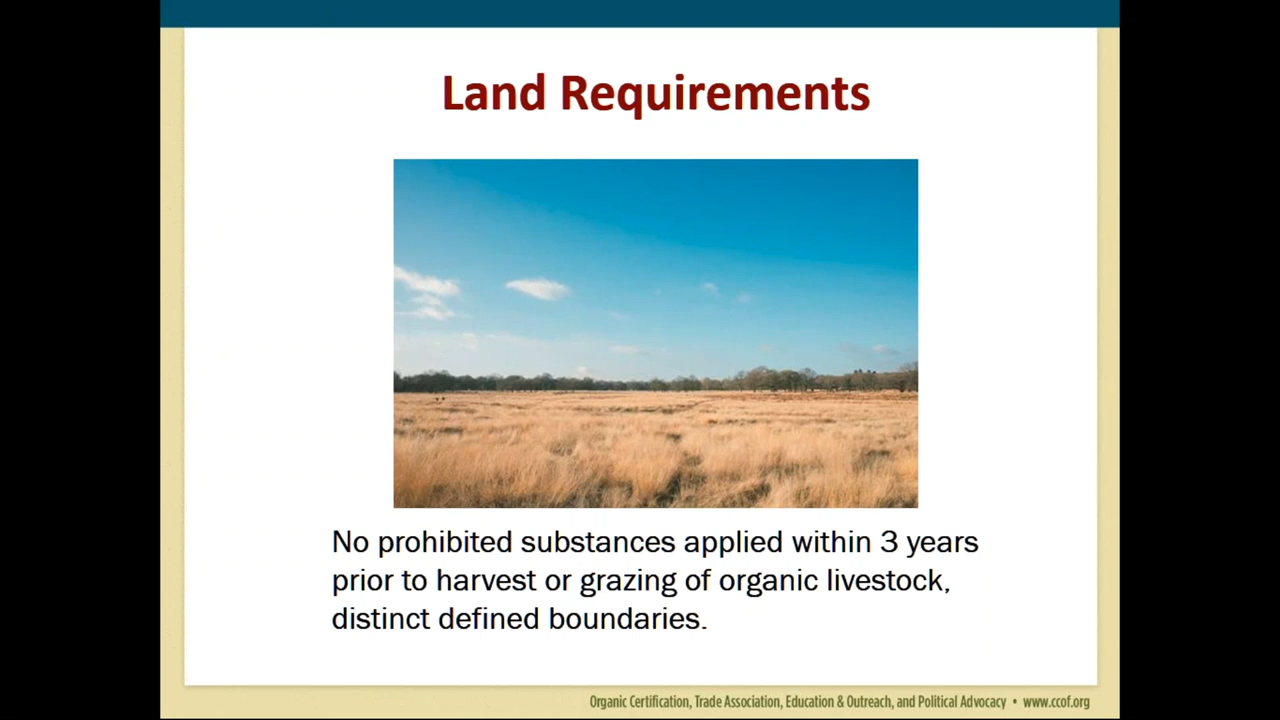 Land Requirements
No prohibited substances applied within 3 years
prior to harvest or grazing of organic livestock,
distinct defined boundaries.
Organic Certification, Trade Association, Education & Outreach, and Political Advocacy • www.ccof.org